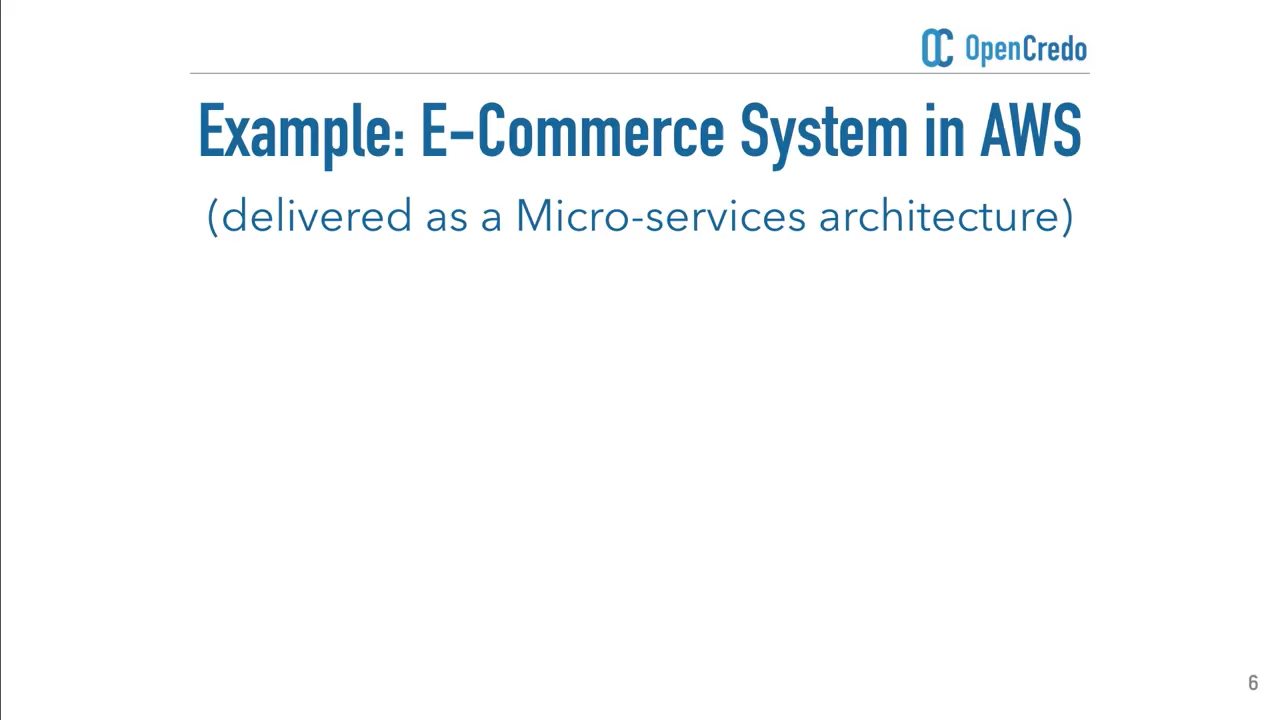 OpenCredo
Example: E-Commerce System in AWS
(delivered as a Micro-services architecture)
6